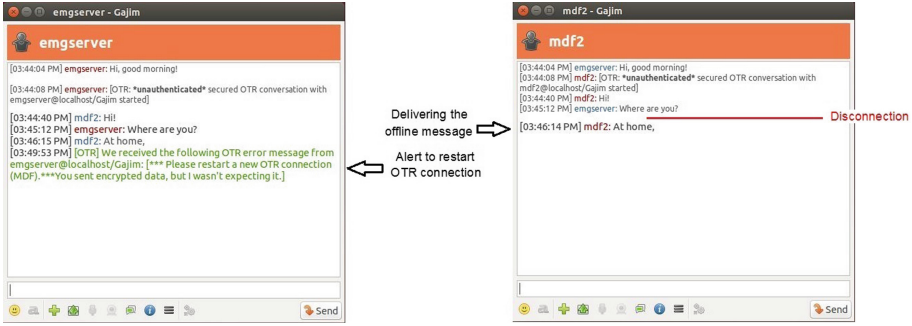 emgserver - Gajim
emgserver
[03:44:04 PM] emgserver: Hi, good morning!
[03:44:08 PM] emgserver: [OTR: *unauthenticated* secured OTR conversation with
emgserver@localhost/Gajim started]
[03:44:40 PM] mdf2: Hi!
[03:45:12 PM] emgserver: Where are you?
[03:46:15 PM] mdf2: At home,
[03:49:53 PM] [OTR] We received the following OTR error message from
emgserver@localhost/Gajim: [*** Please restart a new OTR connection
(MDF).***You sent encrypted data, but I wasn't expecting it.]
Send
Delivering the
offline message
Alert to restart
OTR connection
mdf2 - Gajim
mdf2
[03:44:04 PM] emgserver: Hi, good morning!
[03:44:08 PM] mdf2: [OTR: *unauthenticated* secured OTR conversation with
mdf2@localhost/Gajim started]
[03:44:40 PM] mdf2: Hi!
[03:45:12 PM] emgserver: Where are you?
Disconnection
[03:46:14 PM] mdf2: At home,
Send